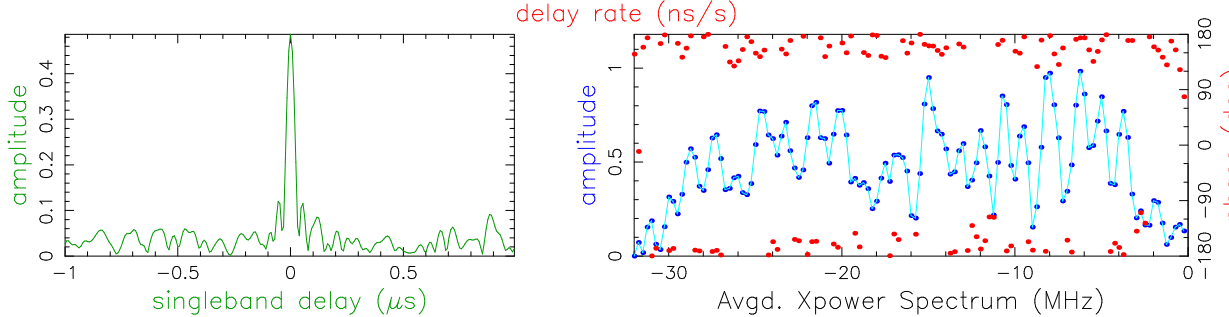 delay rate (ns/s)
amplitude
0 0.1 0.2 0.3 0.4
-1 -0.5 0 0.5
singleband delay (μs)
amplitude
0 0.5 1
-30 -20 -10 0
Avgd. Xpower Spectrum (MHz)
-180 -90 0 90 180